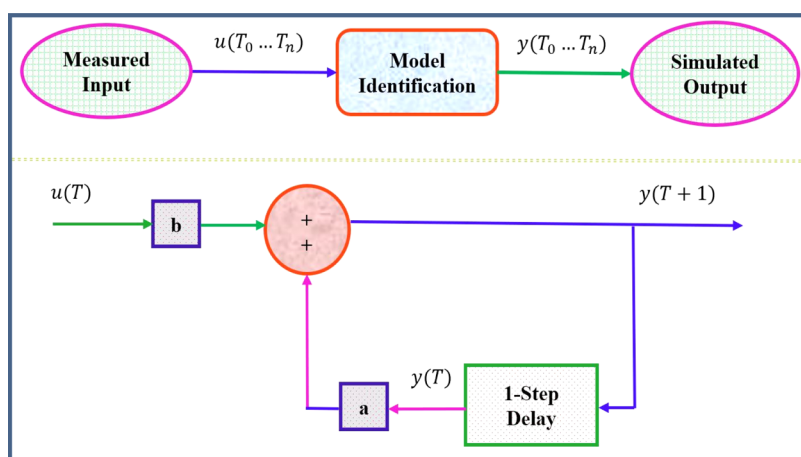 Measured
Input
u(T₀ … Tₙ)
Model
Identification
y(T₀ … Tₙ)
Simulated
Output
u(T)
b
+
+
y(T + 1)
a
y(T)
1-Step
Delay